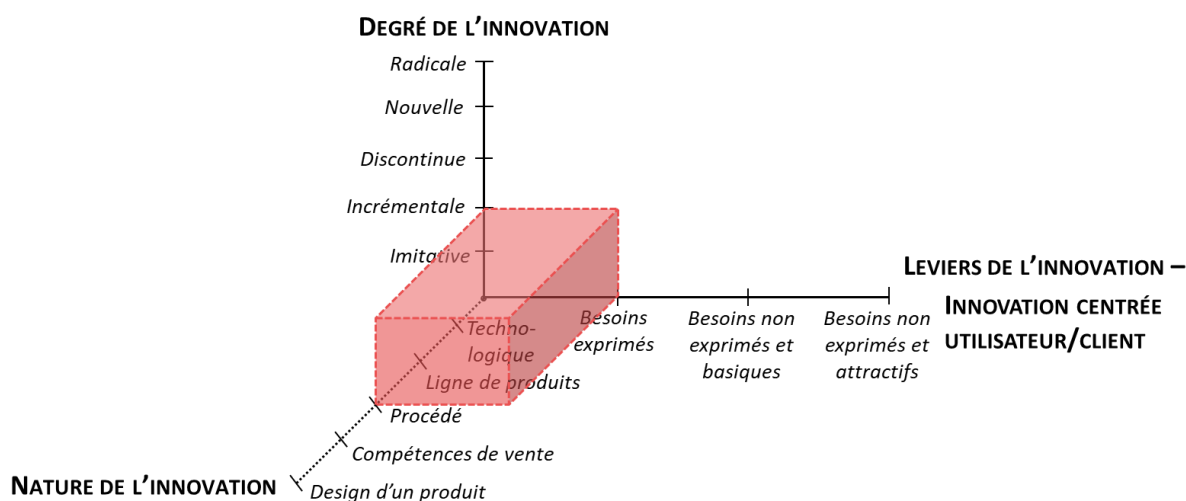 DEGRÉ DE L'INNOVATION
Radicale
Nouvelle
Discontinue
Incrémentale
Imitative
LEVIERS DE L'INNOVATION –
INNOVATION CENTRÉE
UTILISATEUR/CLIENT
Besoins
exprimés
Besoins non
exprimés et
basiques
Besoins non
exprimés et
attractifs
Techno-
logique
Ligne de produits
Procédé
Compétences de vente
Design d'un produit
NATURE DE L'INNOVATION